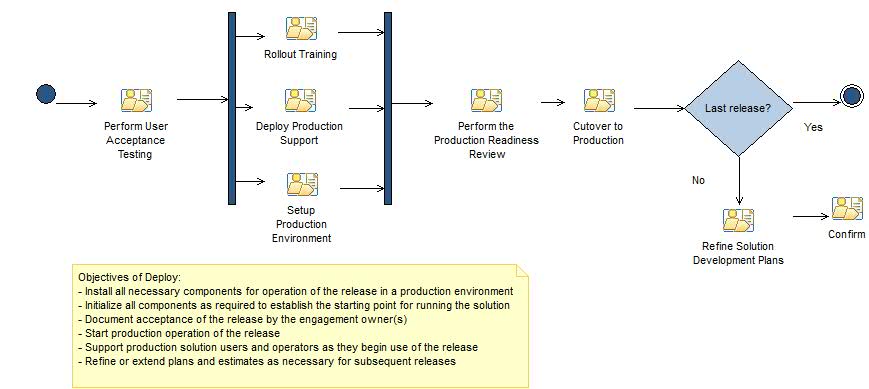 Rollout Training
Perform User
Acceptance
Testing
Deploy Production
Support
Setup
Production
Environment
Perform the
Production Readiness
Review
Cutover to
Production
Last release?
Yes
No
Refine Solution
Development Plans
Confirm
Objectives of Deploy:
- Install all necessary components for operation of the release in a production environment
- Initialize all components as required to establish the starting point for running the solution
- Document acceptance of the release by the engagement owner(s)
- Start production operation of the release
- Support production solution users and operators as they begin use of the release
- Refine or extend plans and estimates as necessary for subsequent releases